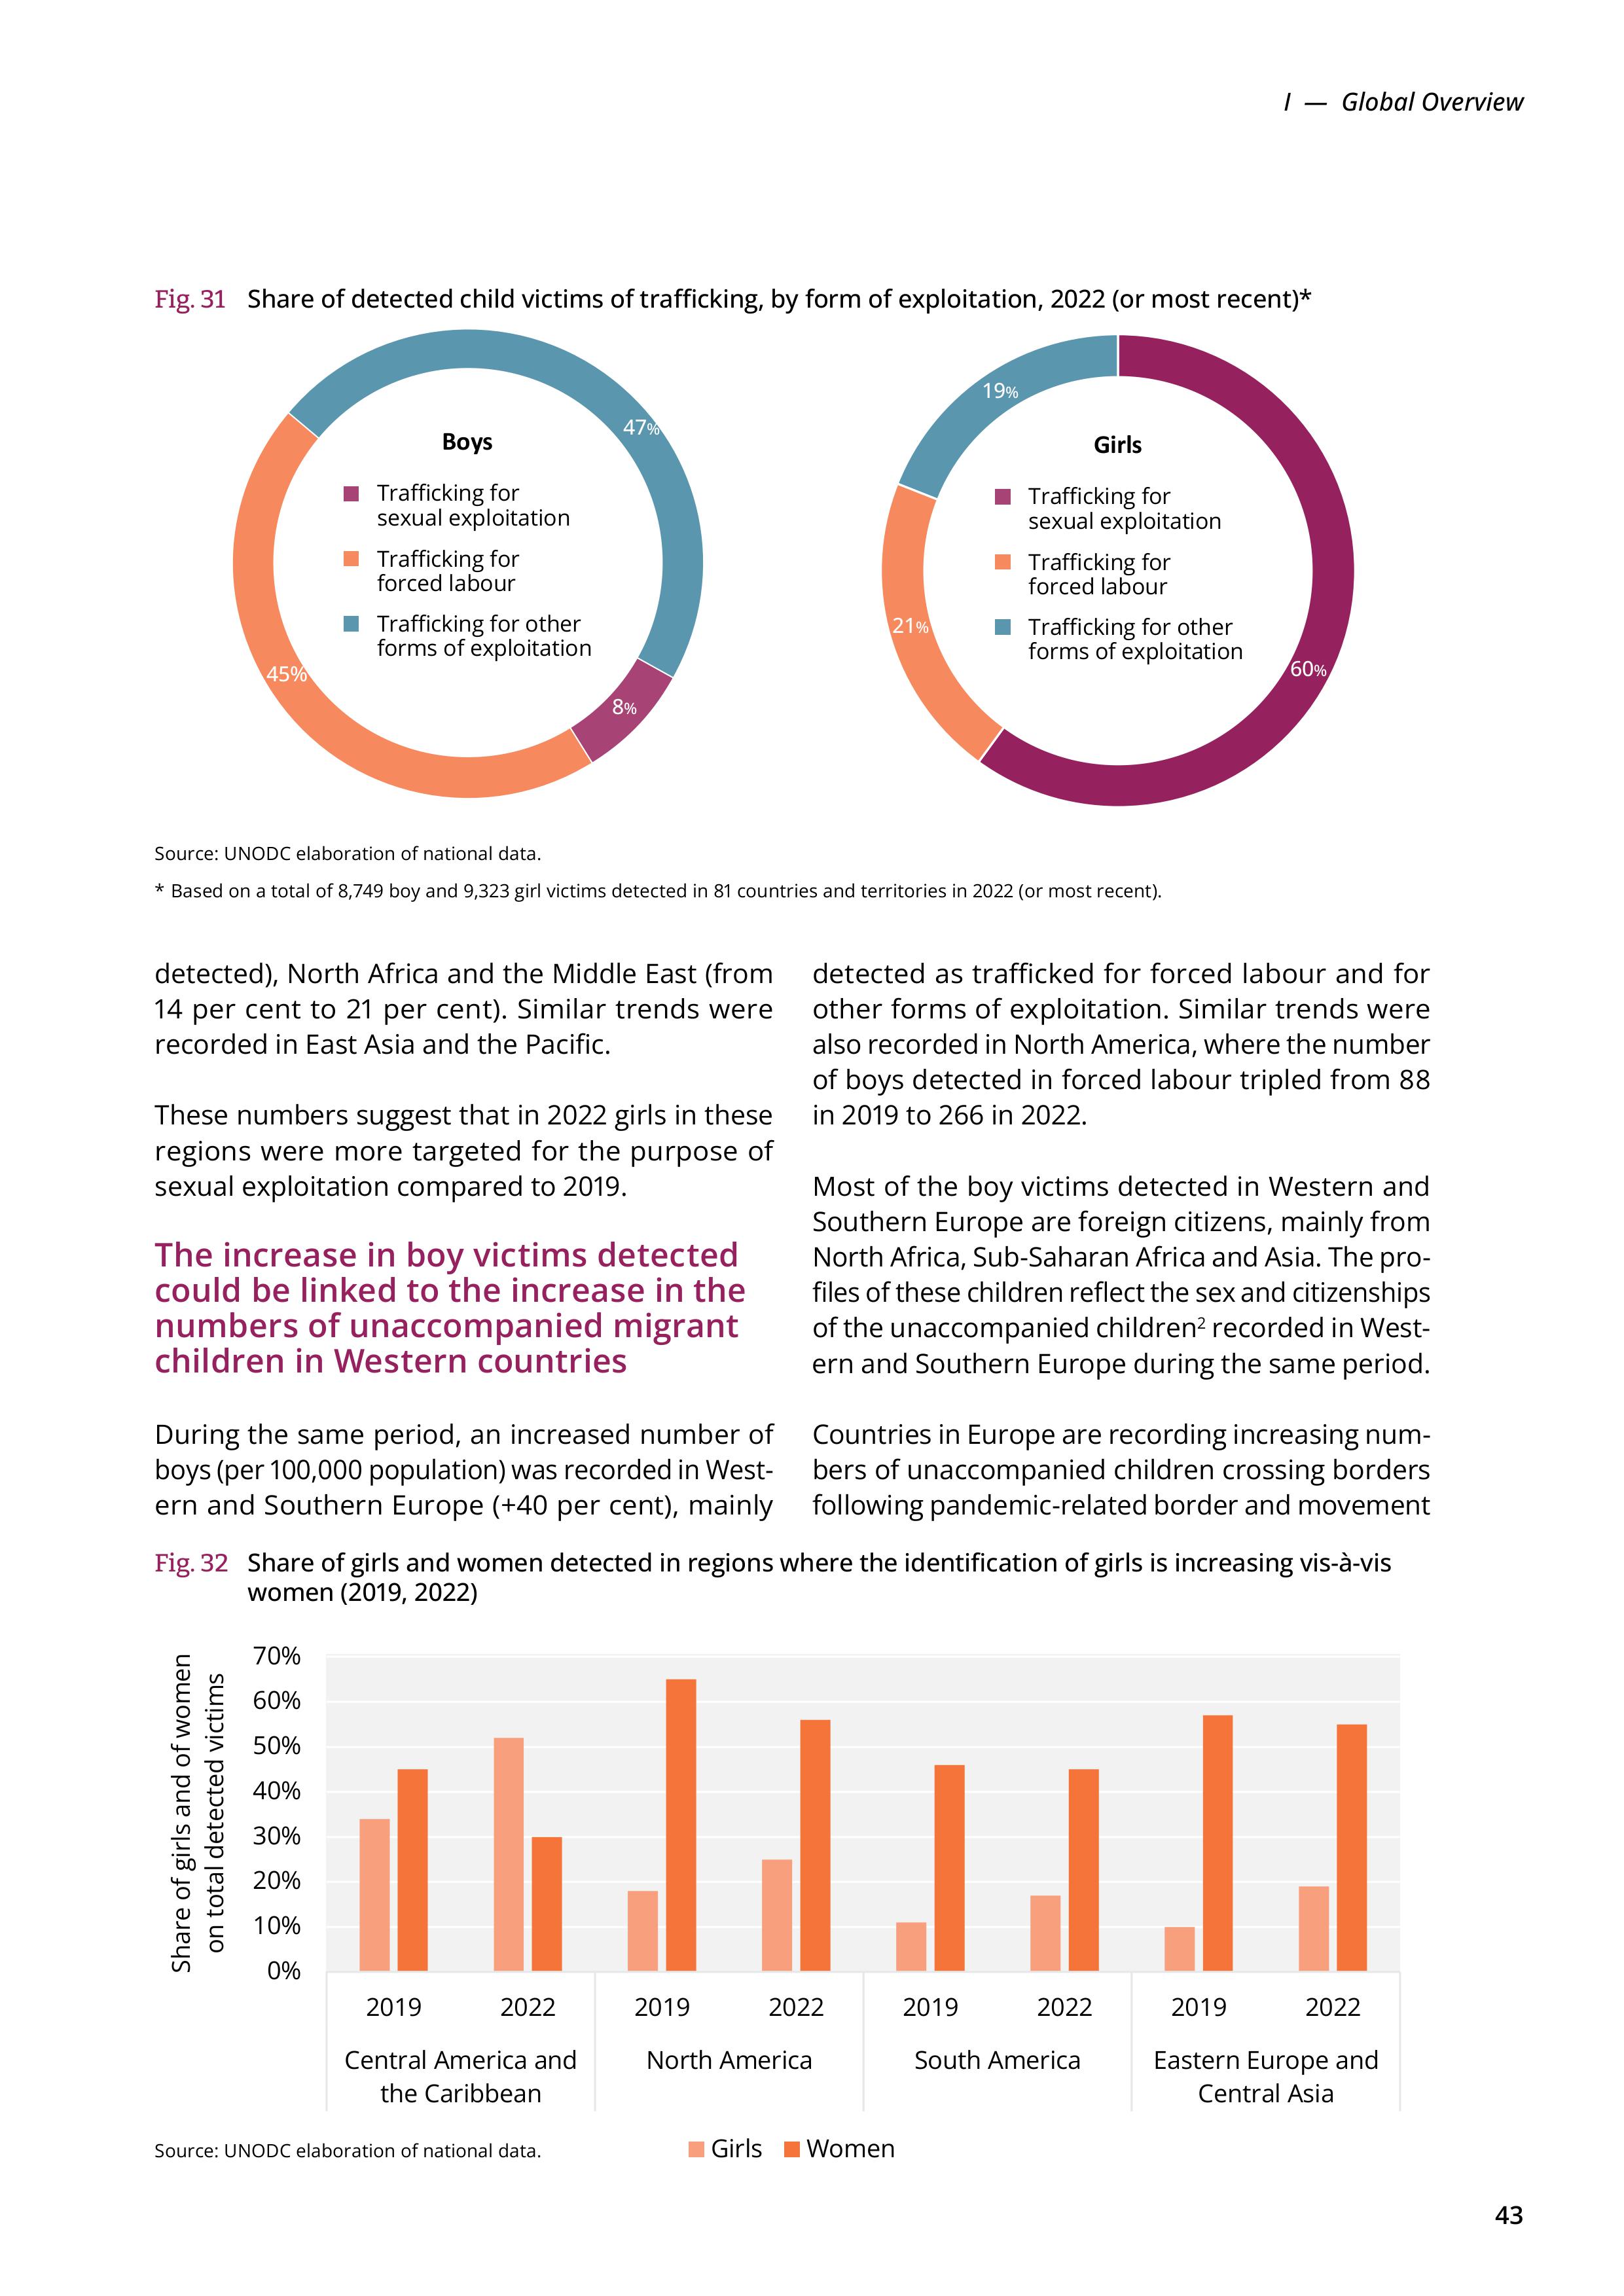 I — Global Overview
Fig. 31 Share of detected child victims of trafficking, by form of exploitation, 2022 (or most recent)*
47%
Boys
Trafficking for
sexual exploitation
Trafficking for
forced labour
Trafficking for other
forms of exploitation
45%
8%
19%
Girls
Trafficking for
sexual exploitation
Trafficking for
forced labour
Trafficking for other
forms of exploitation
21%
60%
Source: UNODC elaboration of national data.
* Based on a total of 8,749 boy and 9,323 girl victims detected in 81 countries and territories in 2022 (or most recent).
detected), North Africa and the Middle East (from
14 per cent to 21 per cent). Similar trends were
recorded in East Asia and the Pacific.
These numbers suggest that in 2022 girls in these
regions were more targeted for the purpose of
sexual exploitation compared to 2019.
The increase in boy victims detected
could be linked to the increase in the
numbers of unaccompanied migrant
children in Western countries
During the same period, an increased number of
boys (per 100,000 population) was recorded in West-
ern and Southern Europe (+40 per cent), mainly
detected as trafficked for forced labour and for
other forms of exploitation. Similar trends were
also recorded in North America, where the number
of boys detected in forced labour tripled from 88
in 2019 to 266 in 2022.
Most of the boy victims detected in Western and
Southern Europe are foreign citizens, mainly from
North Africa, Sub-Saharan Africa and Asia. The pro-
files of these children reflect the sex and citizenships
of the unaccompanied children² recorded in West-
ern and Southern Europe during the same period.
Countries in Europe are recording increasing num-
bers of unaccompanied children crossing borders
following pandemic-related border and movement
Fig. 32 Share of girls and women detected in regions where the identification of girls is increasing vis-à-vis
women (2019, 2022)
Share of girls and of women
on total detected victims
70%
60%
50%
40%
30%
20%
10%
0%
2019 2022 2019 2022 2019 2022 2019 2022
Central America and
the Caribbean
North America
South America
Eastern Europe and
Central Asia
Source: UNODC elaboration of national data.
Girls Women
43